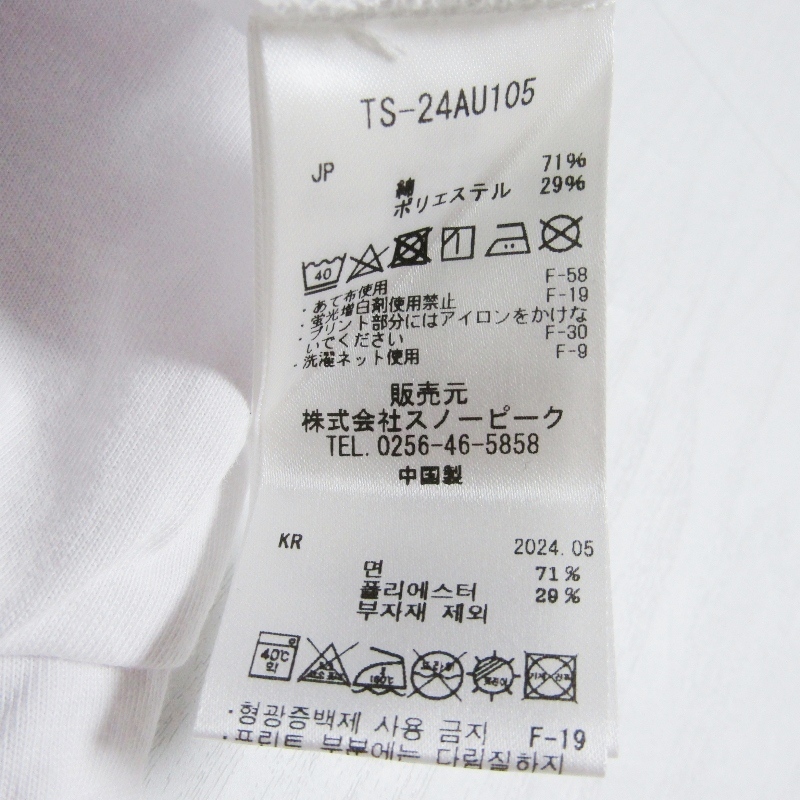 TS-24AU105
JP
綿 71%
ポリエステル 29%
40
・あて布使用 F-58
・蛍光増白剤使用禁止 F-19
・プリント部分にはアイロンをかけな
いでください F-30
・洗濯ネット使用 F-9
販売元
株式会社スノーピーク
TEL.0256-46-5858
中国製
KR 2024.05
면 71%
폴리에스터 29%
부자재 제외
40℃
약
드라이
・형광증백제 사용 금지 F-19
・프린트 부분에는 다림질하지